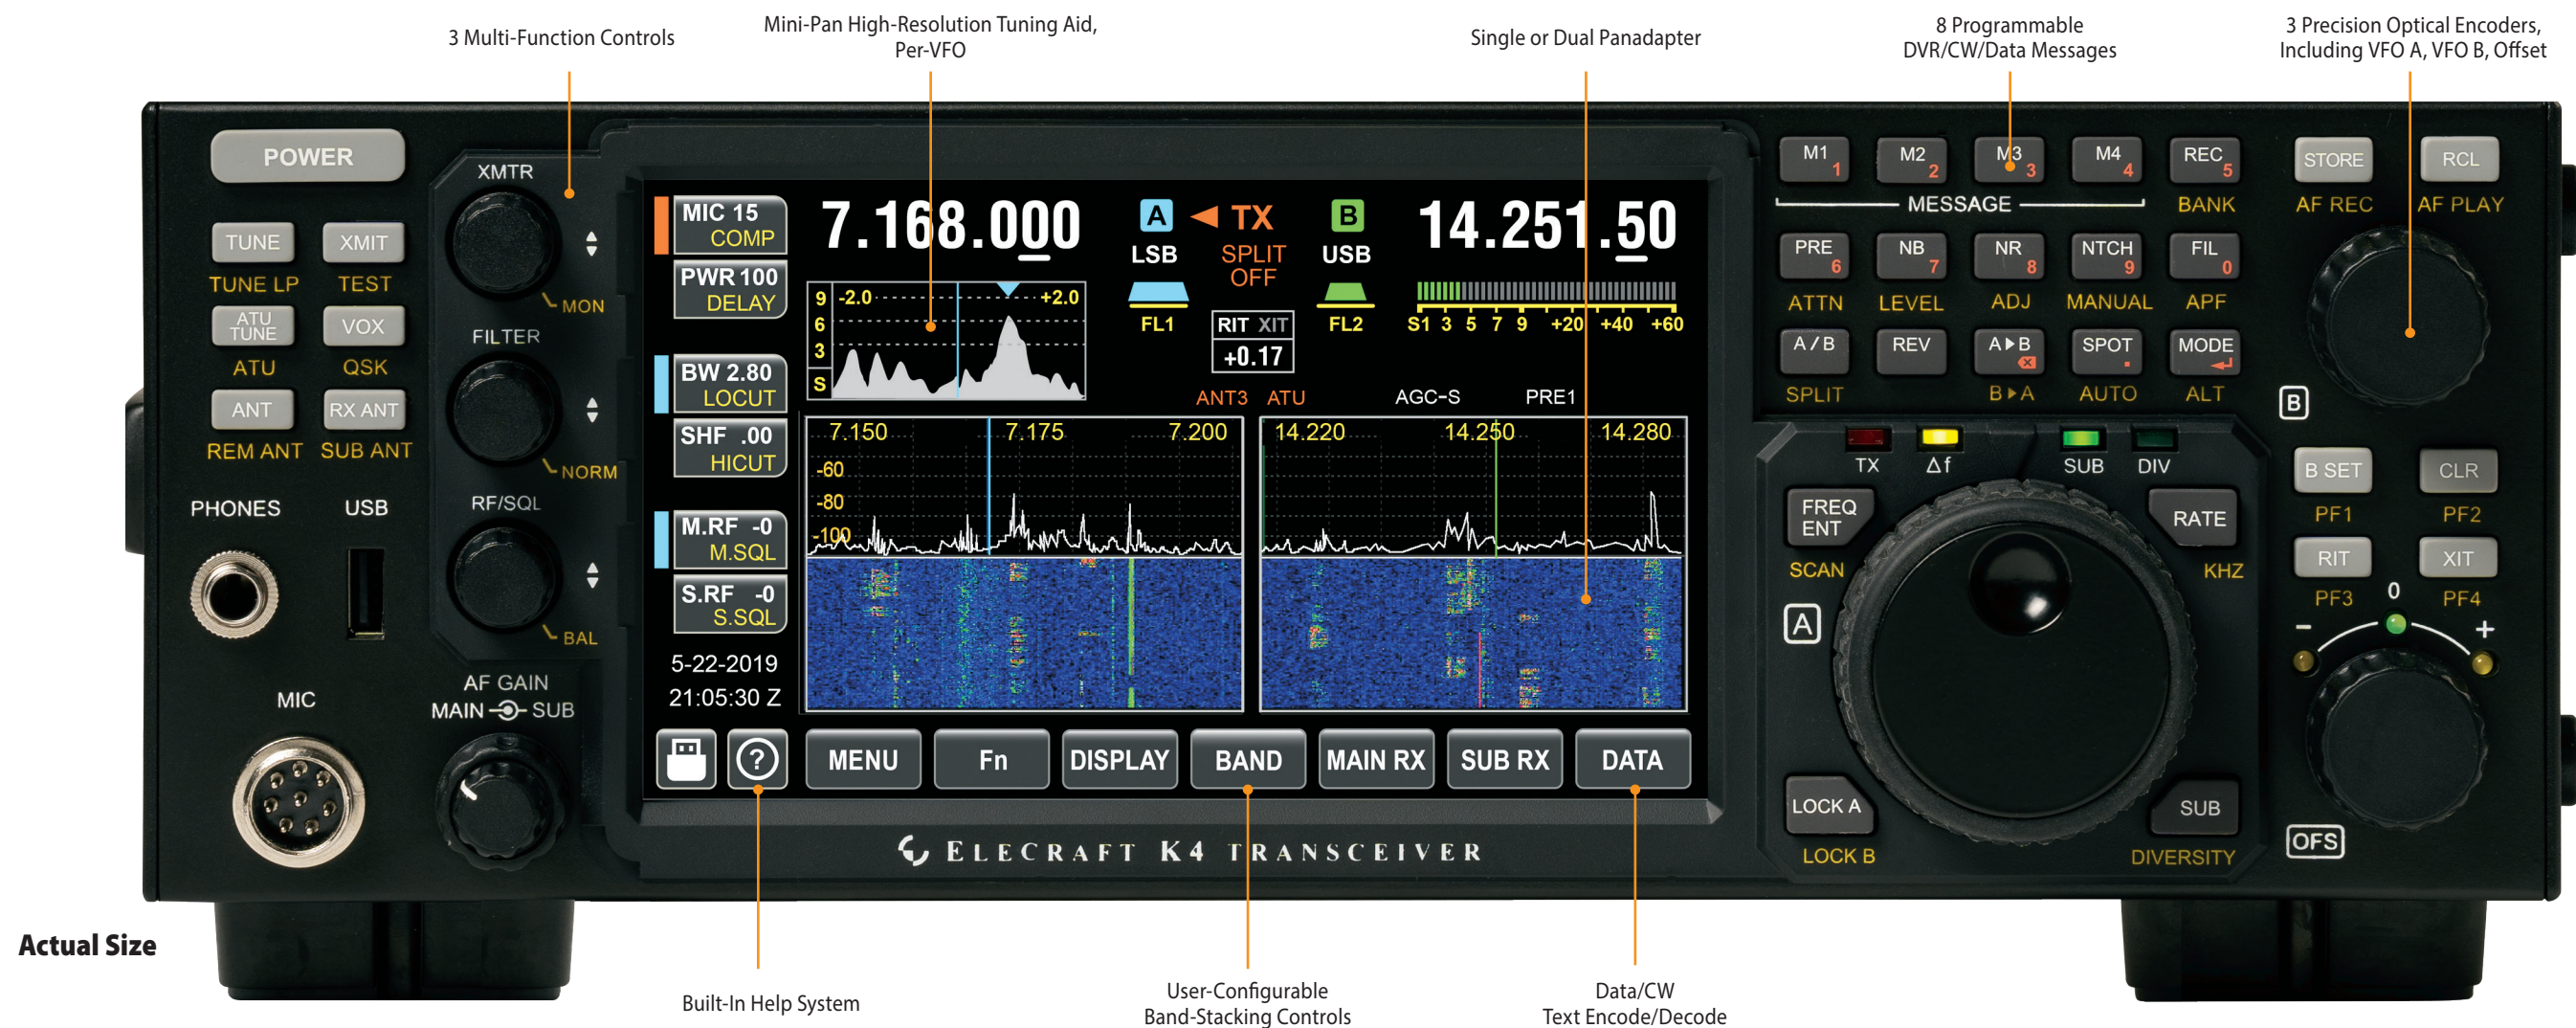 3 Multi-Function Controls
Mini-Pan High-Resolution Tuning Aid,
Per-VFO
Single or Dual Panadapter
8 Programmable
DVR/CW/Data Messages
3 Precision Optical Encoders,
Including VFO A, VFO B, Offset
POWER
TUNE
XMIT
TUNE LP
TEST
ATU
TUNE
VOX
ATU
QSK
ANT
RX ANT
REM ANT
SUB ANT
PHONES
USB
MIC
XMTR
MON
FILTER
NORM
RF/SQL
BAL
AF GAIN
MAIN SUB
MIC 15
COMP
PWR 100
DELAY
BW 2.80
LOCUT
SHF .00
HICUT
M.RF -0
M.SQL
S.RF -0
S.SQL
5-22-2019
21:05:30 Z
7.168.000
A ◀ TX B
LSB
SPLIT
OFF
USB
14.251.50
9
6
3
S
-2.0 +2.0
FL1
RIT XIT
+0.17
FL2
S1 3 5 7 9 +20 +40 +60
ANT3 ATU AGC-S PRE1
7.150 7.175 7.200
-60
-80
-100
14.220 14.250 14.280
?
MENU
Fn
DISPLAY
BAND
MAIN RX
SUB RX
DATA
ELECRAFT K4 TRANSCEIVER
M1 1
M2 2
M3 3
M4 4
REC 5
MESSAGE
BANK
PRE 6
NB 7
NR 8
NTCH 9
FIL 0
ATTN
LEVEL
ADJ
MANUAL
APF
A / B
REV
A▶B
SPOT .
MODE
SPLIT
B▶A
AUTO
ALT
STORE
RCL
AF REC
AF PLAY
B
TX
Δf
SUB
DIV
FREQ
ENT
RATE
SCAN
KHZ
A
LOCK A
SUB
LOCK B
DIVERSITY
B SET
CLR
PF1
PF2
RIT
XIT
PF3
PF4
0
− +
OFS
Actual Size
Built-In Help System
User-Configurable
Band-Stacking Controls
Data/CW
Text Encode/Decode